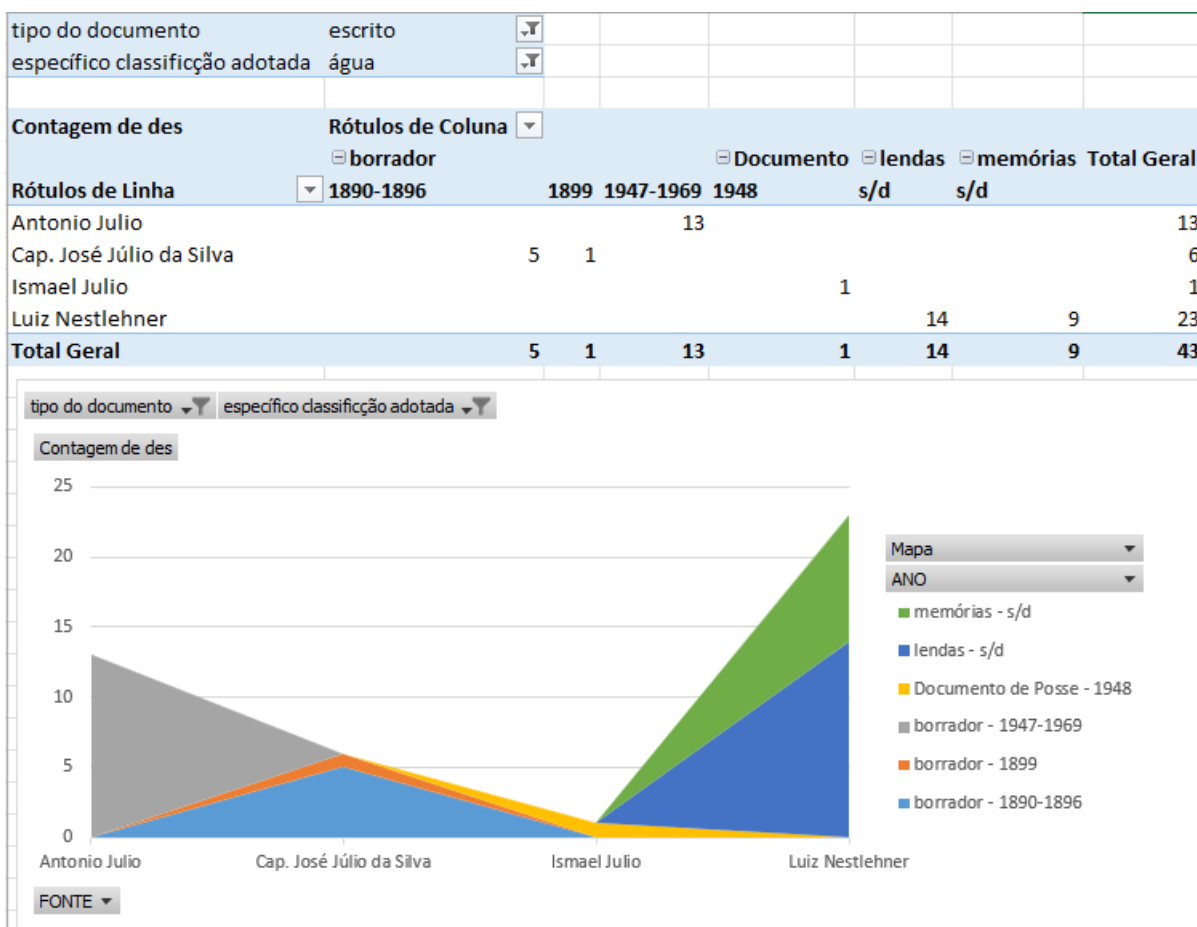 tipo do documento escrito
específico classificção adotada água
Contagem de des Rótulos de Coluna
borrador Documento lendas memórias Total Geral
Rótulos de Linha 1890-1896 1899 1947-1969 1948 s/d s/d
Antonio Julio 13 13
Cap. José Júlio da Silva 5 1 6
Ismael Julio 1 1
Luiz Nestlehner 14 9 23
Total Geral 5 1 13 1 14 9 43
tipo do documento específico classificção adotada
Contagem de des
25
20
15
10
5
0
Antonio Julio Cap. José Júlio da Silva Ismael Julio Luiz Nestlehner
FONTE
Mapa
ANO
memórias - s/d
lendas - s/d
Documento de Posse - 1948
borrador - 1947-1969
borrador - 1899
borrador - 1890-1896